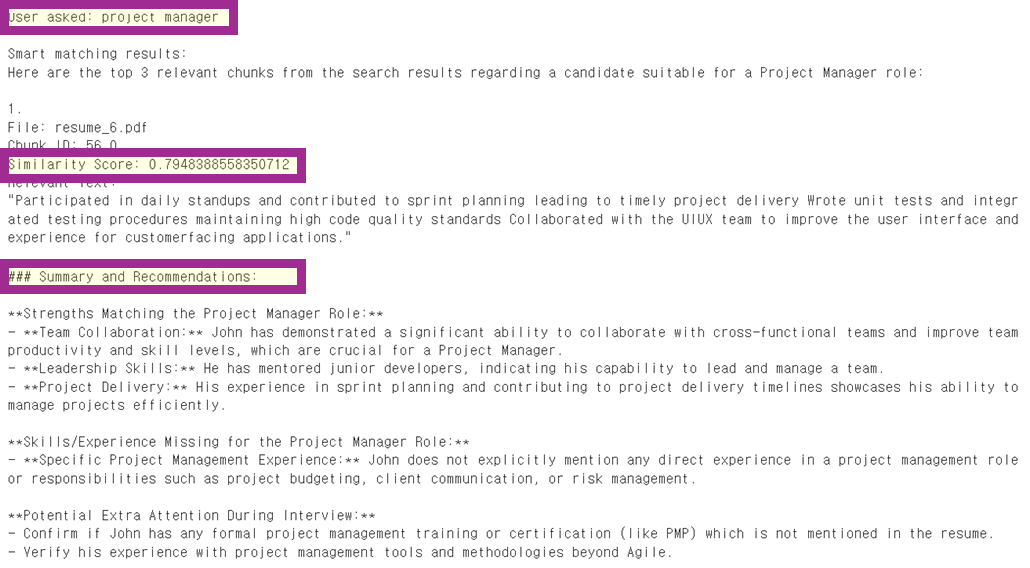 User asked: project manager
Smart matching results:
Here are the top 3 relevant chunks from the search results regarding a candidate suitable for a Project Manager role:
1.
File: resume_6.pdf
Chunk ID: 56_0
Similarity Score: 0.7948388558350712
Relevant Text:
"Participated in daily standups and contributed to sprint planning leading to timely project delivery Wrote unit tests and integr
ated testing procedures maintaining high code quality standards Collaborated with the UIUX team to improve the user interface and
experience for customerfacing applications."
### Summary and Recommendations:
**Strengths Matching the Project Manager Role:**
- **Team Collaboration:** John has demonstrated a significant ability to collaborate with cross-functional teams and improve team
productivity and skill levels, which are crucial for a Project Manager.
- **Leadership Skills:** He has mentored junior developers, indicating his capability to lead and manage a team.
- **Project Delivery:** His experience in sprint planning and contributing to project delivery timelines showcases his ability to
manage projects efficiently.
**Skills/Experience Missing for the Project Manager Role:**
- **Specific Project Management Experience:** John does not explicitly mention any direct experience in a project management role
or responsibilities such as project budgeting, client communication, or risk management.
**Potential Extra Attention During Interview:**
- Confirm if John has any formal project management training or certification (like PMP) which is not mentioned in the resume.
- Verify his experience with project management tools and methodologies beyond Agile.